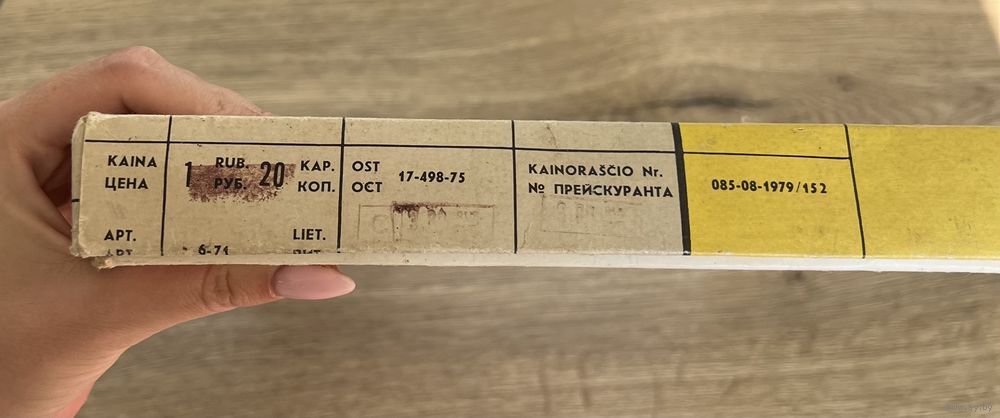 KAINA
ЦЕНА
1 RUB. 20 KAP.
РУБ. КОП.
OST
ОСТ
17-498-75
KAINORAŠČIO Nr.
№ ПРЕЙСКУРАНТА
085-08-1979/152
APT. 6-71 LIET.